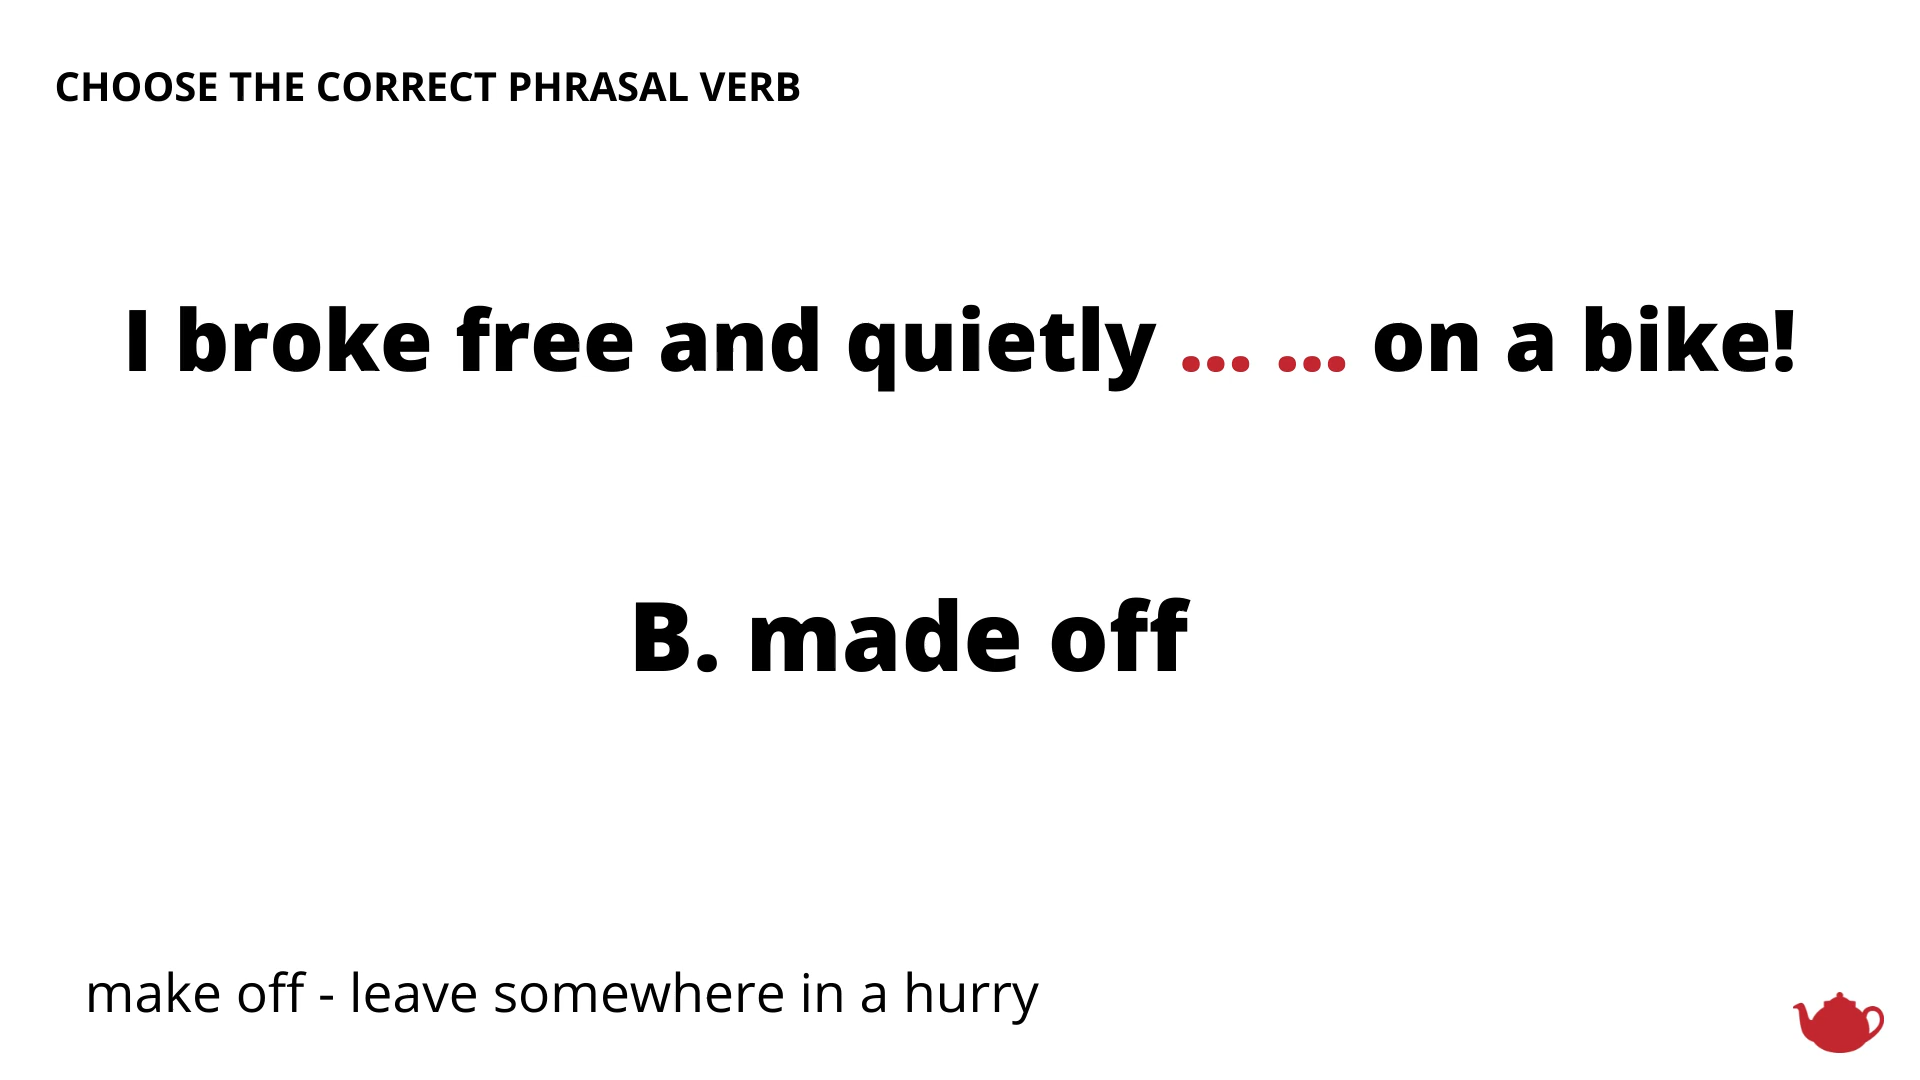 CHOOSE THE CORRECT PHRASAL VERB
I broke free and quietly ... ... on a bike!
B. made off
make off - leave somewhere in a hurry